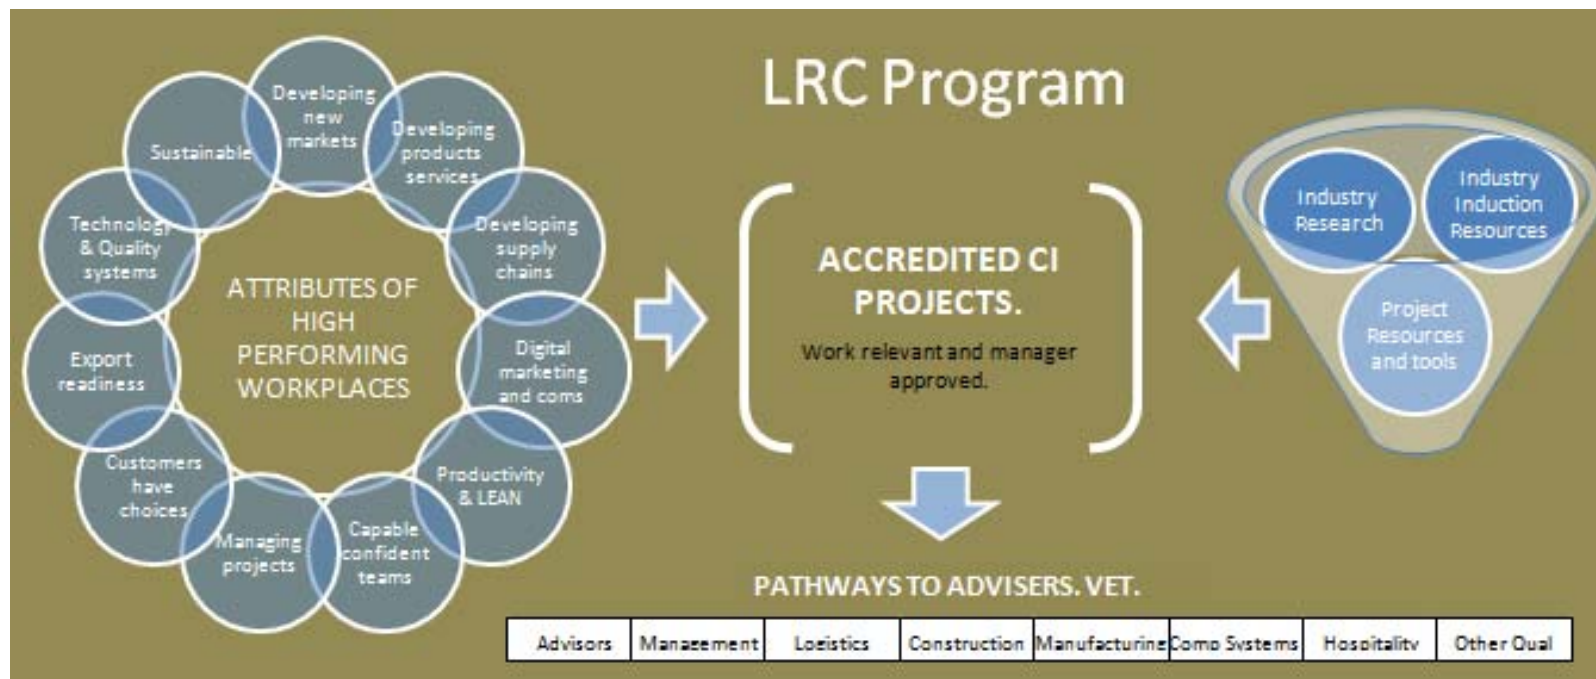 LRC Program
Developing
new
markets
Developing
products
services
Developing
supply
chains
Digital
marketing
and coms
Productivity
& LEAN
Capable
confident
teams
Managing
projects
Customers
have
choices
Export
readiness
Technology
& Quality
systems
Sustainable
ATTRIBUTES OF
HIGH
PERFORMING
WORKPLACES
ACCREDITED CI
PROJECTS.
Work relevant and manager
approved.
Industry
Research
Industry
Induction
Resources
Project
Resources
and tools
PATHWAYS TO ADVISERS. VET.
Advisors Management Logistics Construction Manufacturing Comp Systems Hospitality Other Qual